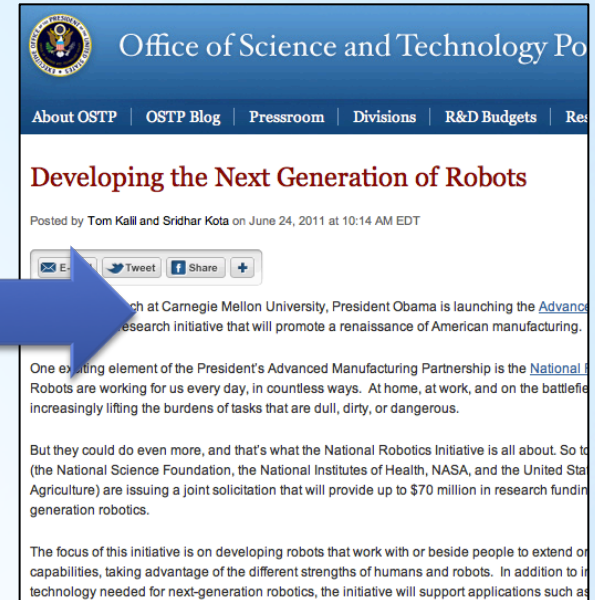 Office of Science and Technology Po
About OSTP | OSTP Blog | Pressroom | Divisions | R&D Budgets | Res
Developing the Next Generation of Robots
Posted by Tom Kalil and Sridhar Kota on June 24, 2011 at 10:14 AM EDT
Tweet Share
at Carnegie Mellon University, President Obama is launching the Advance
research initiative that will promote a renaissance of American manufacturing.
One exciting element of the President's Advanced Manufacturing Partnership is the National R
Robots are working for us every day, in countless ways. At home, at work, and on the battlefie
increasingly lifting the burdens of tasks that are dull, dirty, or dangerous.
But they could do even more, and that's what the National Robotics Initiative is all about. So to
(the National Science Foundation, the National Institutes of Health, NASA, and the United Sta
Agriculture) are issuing a joint solicitation that will provide up to $70 million in research fundin
generation robotics.
The focus of this initiative is on developing robots that work with or beside people to extend or
capabilities, taking advantage of the different strengths of humans and robots. In addition to in
technology needed for next-generation robotics, the initiative will support applications such as